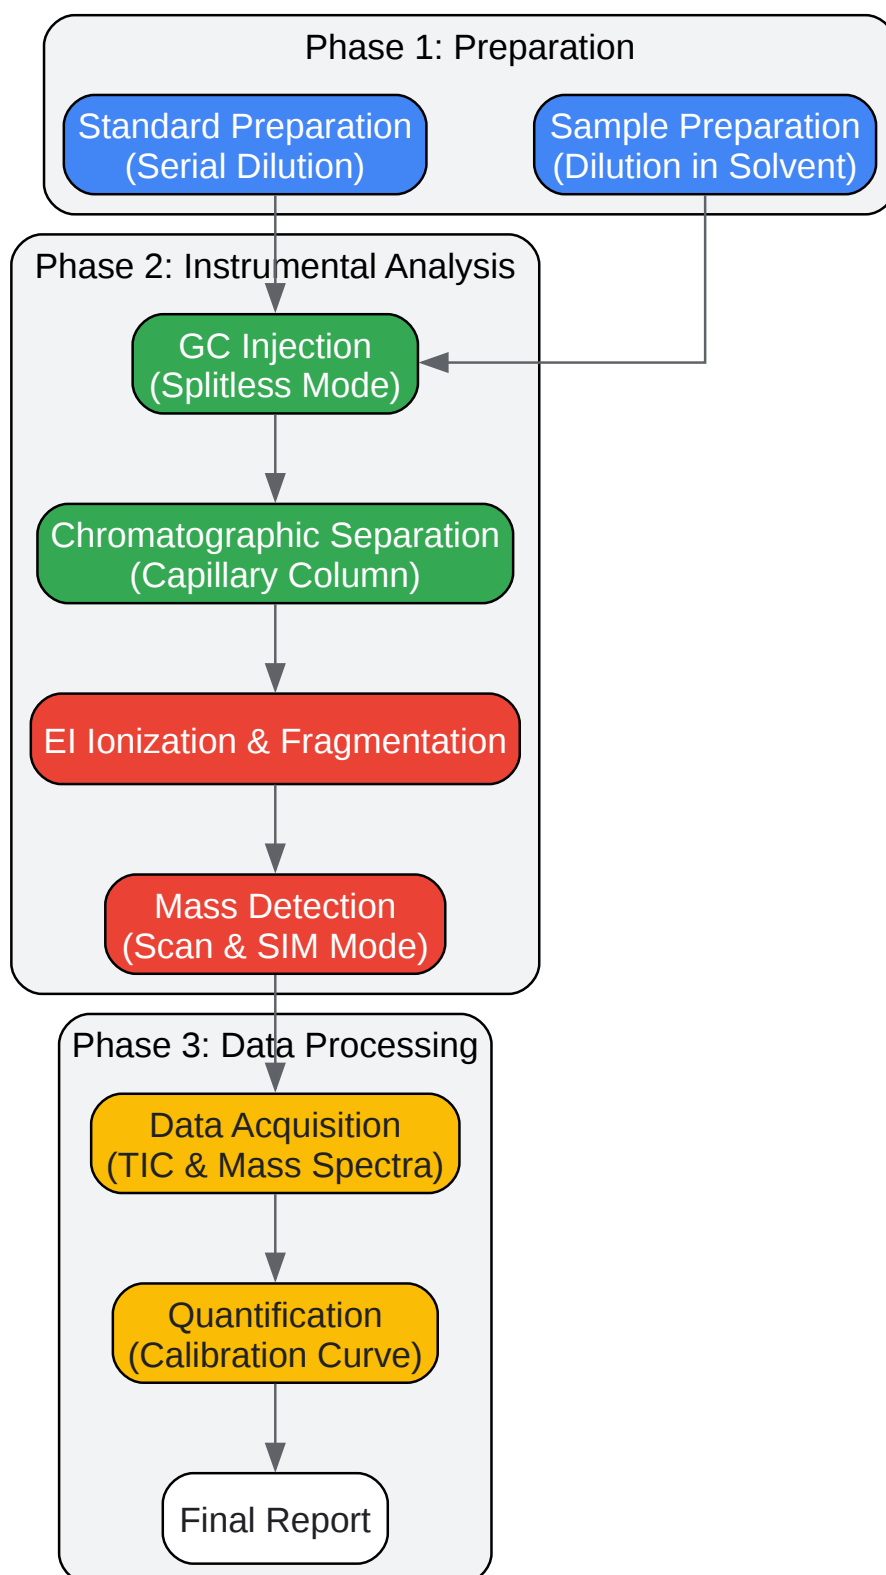 Phase 1: Preparation
Standard Preparation
(Serial Dilution)
Sample Preparation
(Dilution in Solvent)
Phase 2: Instrumental Analysis
GC Injection
(Splitless Mode)
Chromatographic Separation
(Capillary Column)
EI Ionization & Fragmentation
Mass Detection
(Scan & SIM Mode)
Phase 3: Data Processing
Data Acquisition
(TIC & Mass Spectra)
Quantification
(Calibration Curve)
Final Report